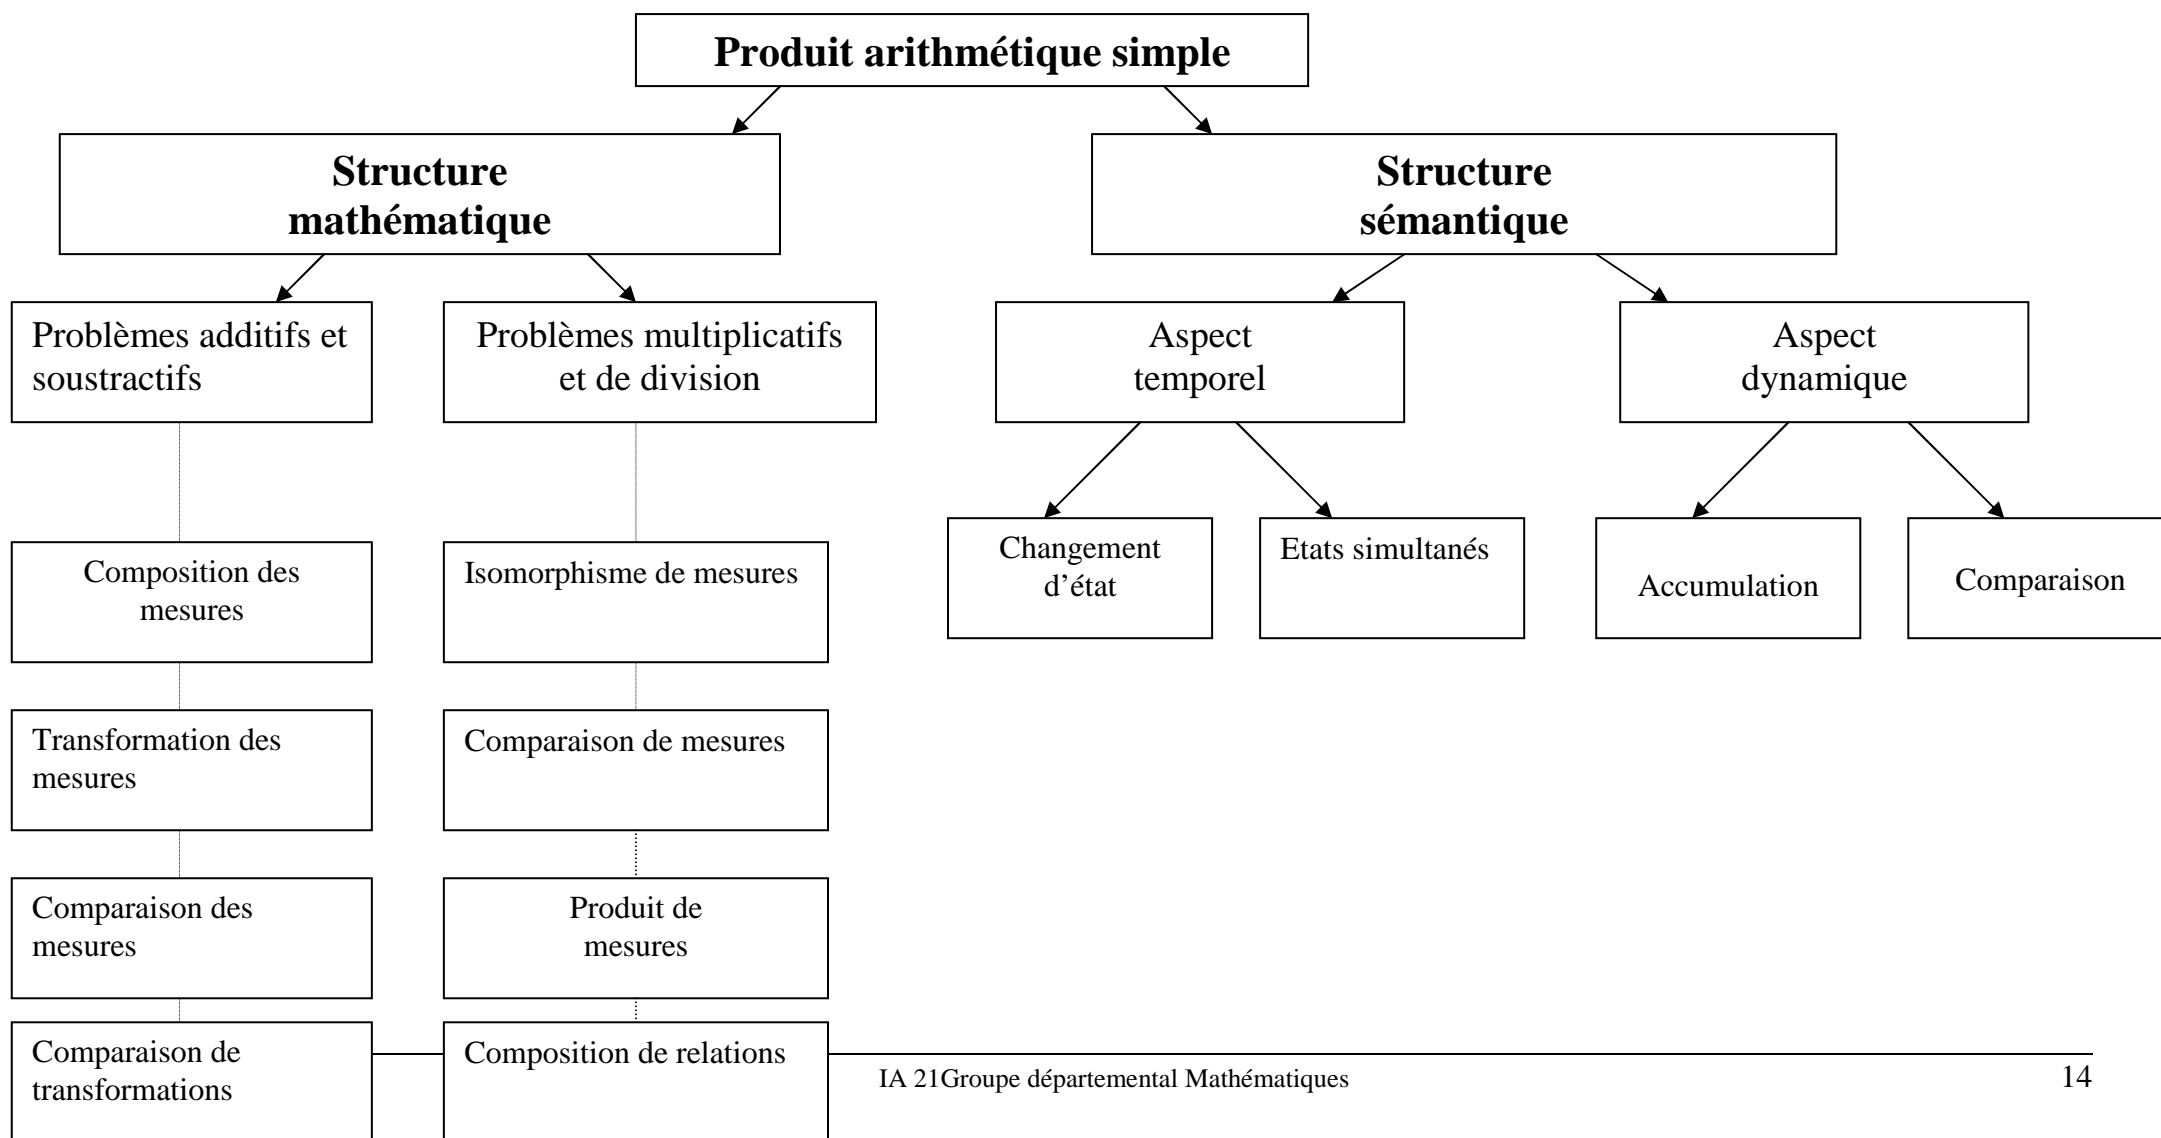 Produit arithmétique simple
Structure
mathématique
Structure
sémantique
Problèmes additifs et
soustractifs
Problèmes multiplicatifs
et de division
Aspect
temporel
Aspect
dynamique
Composition des
mesures
Isomorphisme de mesures
Changement
d’état
Etats simultanés
Accumulation
Comparaison
Transformation des
mesures
Comparaison de mesures
Comparaison des
mesures
Produit de
mesures
Comparaison de
transformations
Composition de relations
IA 21Groupe départemental Mathématiques
14